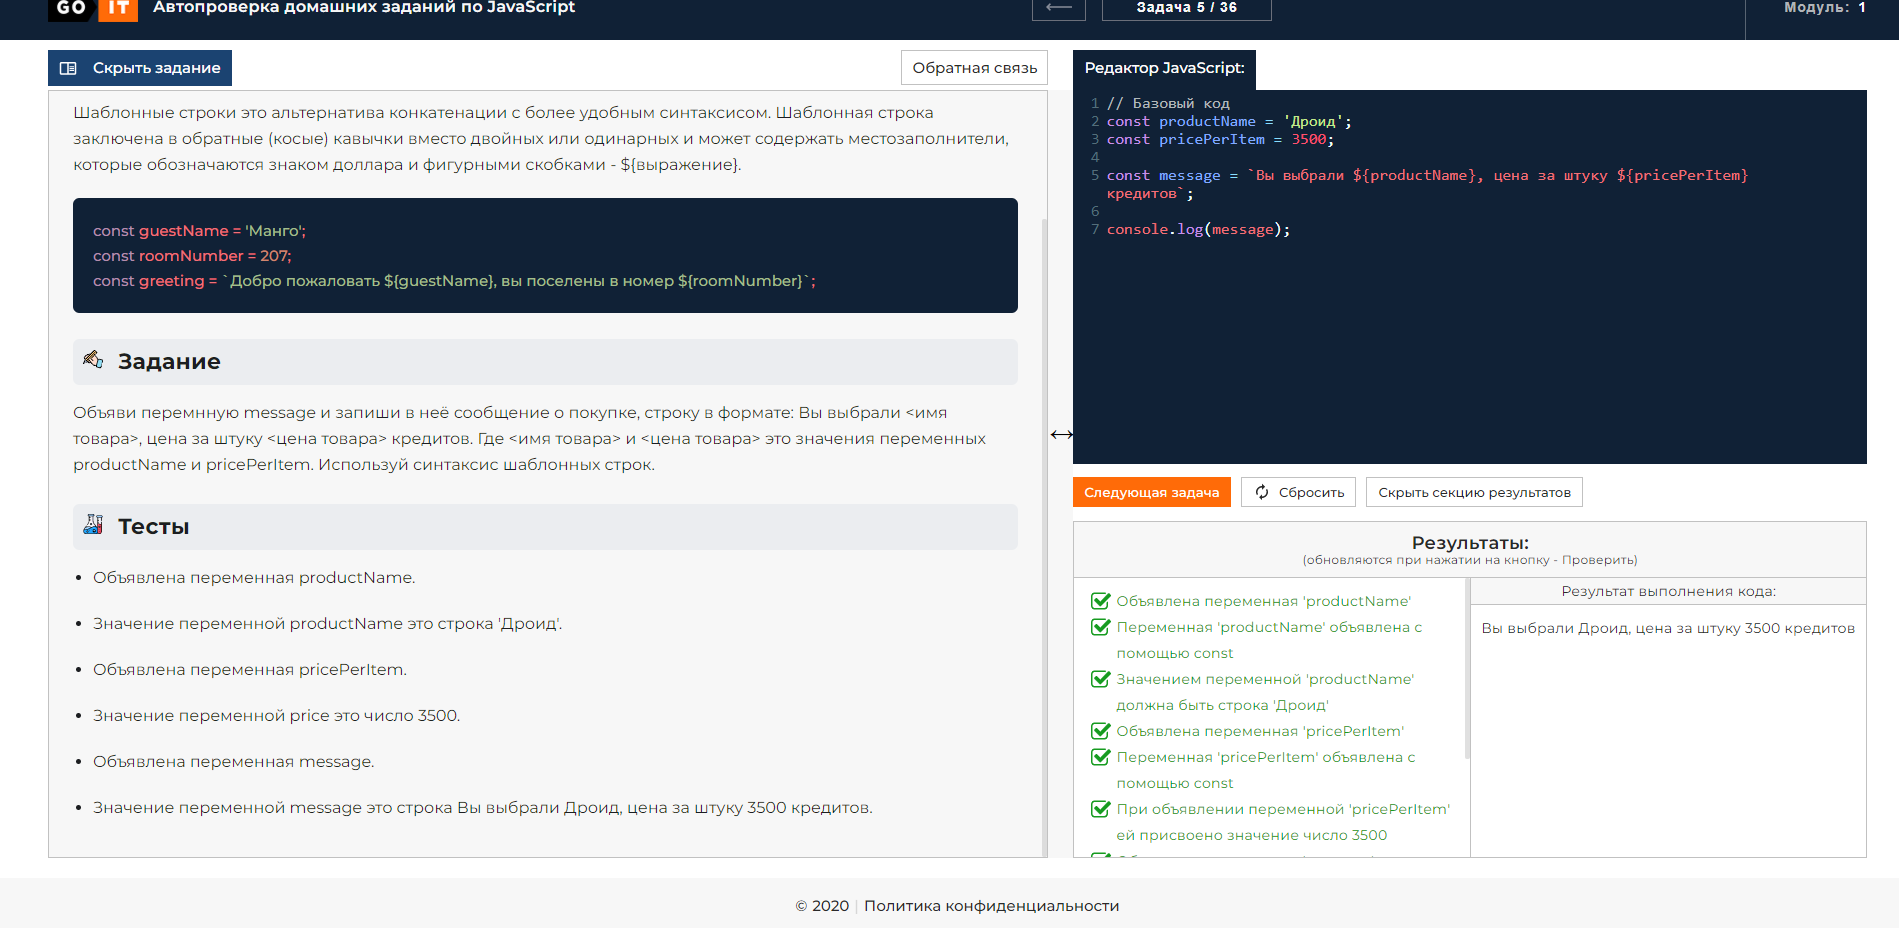 GO IT Автопроверка домашних заданий по JavaScript
Задача 5 / 36
Модуль: 1
Скрыть задание
Обратная связь
Шаблонные строки это альтернатива конкатенации с более удобным синтаксисом. Шаблонная строка
заключена в обратные (косые) кавычки вместо двойных или одинарных и может содержать местозаполнители,
которые обозначаются знаком доллара и фигурными скобками - ${выражение}.
const guestName = 'Манго';
const roomNumber = 207;
const greeting = `Добро пожаловать ${guestName}, вы поселены в номер ${roomNumber}`;
Задание
Объяви перемнную message и запиши в неё сообщение о покупке, строку в формате: Вы выбрали <имя
товара>, цена за штуку <цена товара> кредитов. Где <имя товара> и <цена товара> это значения переменных
productName и pricePerItem. Используй синтаксис шаблонных строк.
Тесты
• Объявлена переменная productName.
• Значение переменной productName это строка 'Дроид'.
• Объявлена переменная pricePerItem.
• Значение переменной price это число 3500.
• Объявлена переменная message.
• Значение переменной message это строка Вы выбрали Дроид, цена за штуку 3500 кредитов.
Редактор JavaScript:
1 // Базовый код
2 const productName = 'Дроид';
3 const pricePerItem = 3500;
4
5 const message = `Вы выбрали ${productName}, цена за штуку ${pricePerItem}
кредитов`;
6
7 console.log(message);
Следующая задача
Сбросить
Скрыть секцию результатов
Результаты:
(обновляются при нажатии на кнопку - Проверить)
Объявлена переменная 'productName'
Переменная 'productName' объявлена с
помощью const
Значением переменной 'productName'
должна быть строка 'Дроид'
Объявлена переменная 'pricePerItem'
Переменная 'pricePerItem' объявлена с
помощью const
При объявлении переменной 'pricePerItem'
ей присвоено значение число 3500
Результат выполнения кода:
Вы выбрали Дроид, цена за штуку 3500 кредитов
© 2020 | Политика конфиденциальности